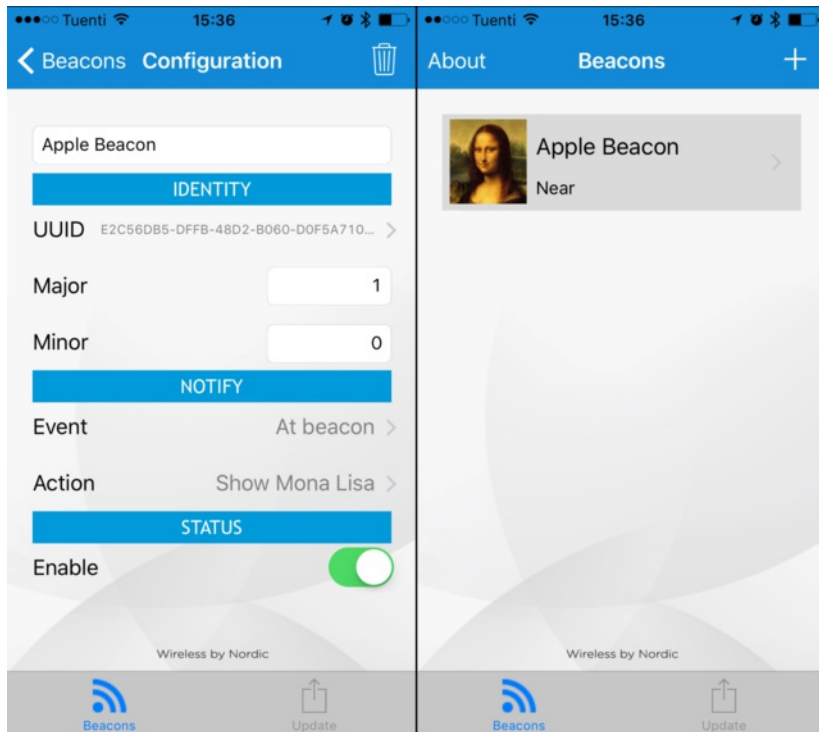 Tuenti 15:36
Beacons Configuration
Apple Beacon
IDENTITY
UUID E2C56DB5-DFFB-48D2-B060-D0F5A710...
Major 1
Minor 0
NOTIFY
Event At beacon
Action Show Mona Lisa
STATUS
Enable
Wireless by Nordic
Beacons Update
Tuenti 15:36
About Beacons +
Apple Beacon
Near
Wireless by Nordic
Beacons Update